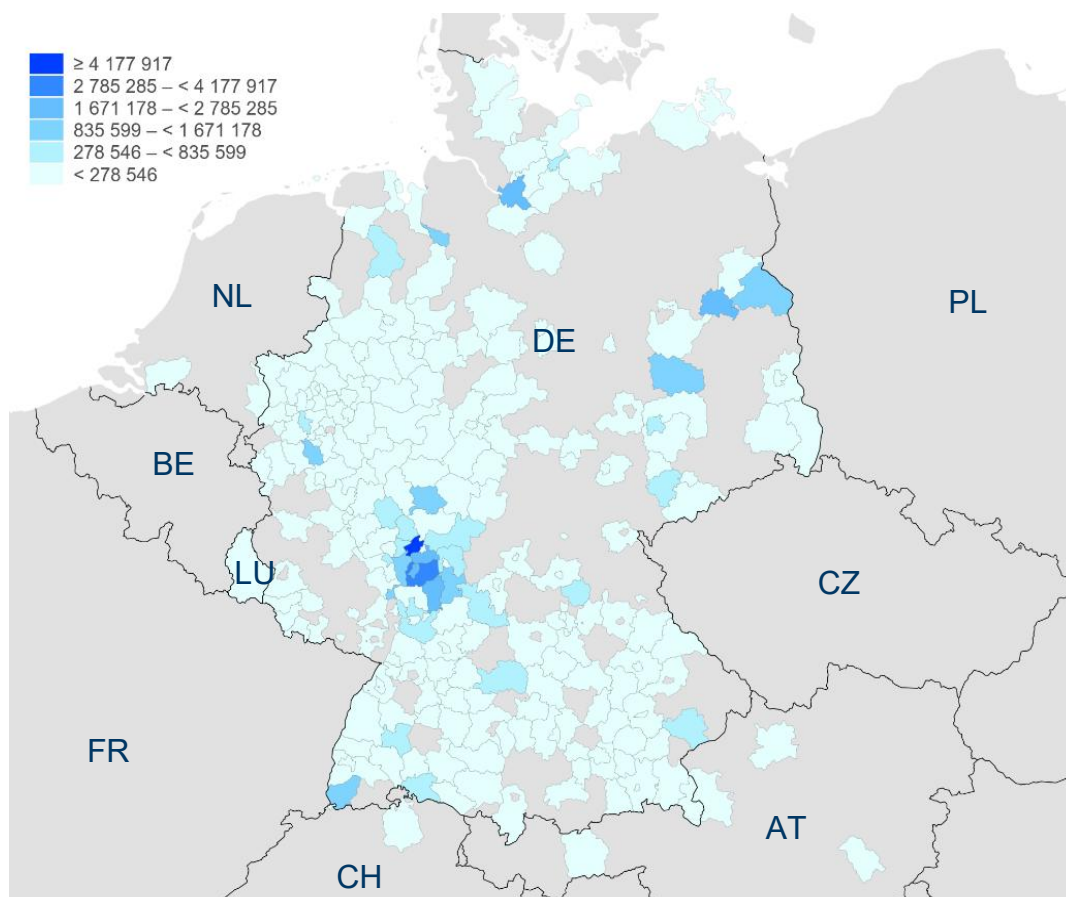 ≥ 4 177 917
2 785 285 – < 4 177 917
1 671 178 – < 2 785 285
835 599 – < 1 671 178
278 546 – < 835 599
< 278 546
NL
PL
DE
BE
LU
CZ
FR
AT
CH